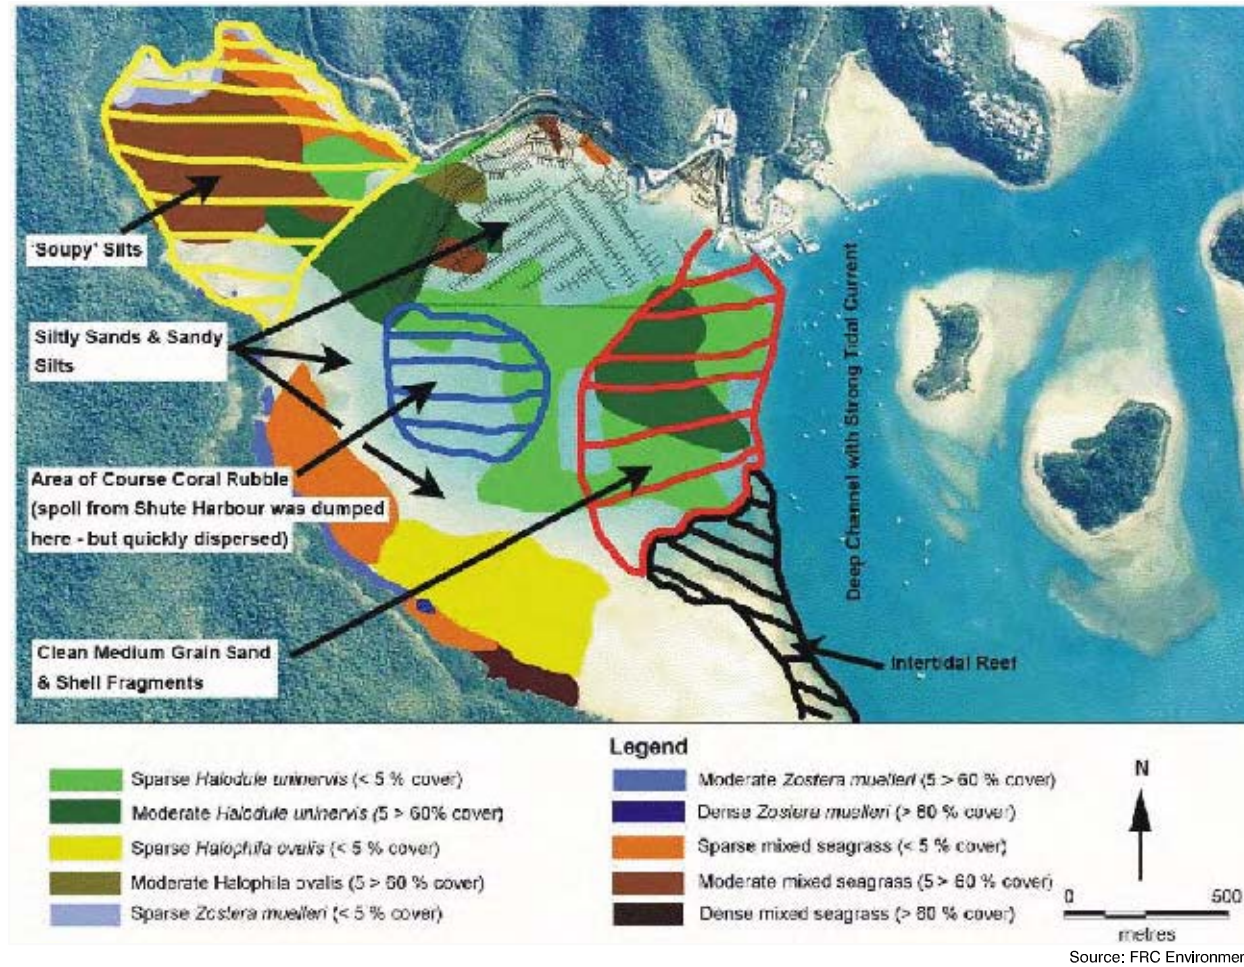 'Soupy' Silts
Siltly Sands & Sandy
Silts
Area of Course Coral Rubble
(spoil from Shute Harbour was dumped
here - but quickly dispersed)
Clean Medium Grain Sand
& Shell Fragments
Deep Channel with Strong Tidal Current
Intertidal Reef
Legend
Sparse Halodule uninervis (< 5 % cover)
Moderate Halodule uninervis (5 > 60% cover)
Sparse Halophila ovalis (< 5 % cover)
Moderate Halophila ovalis (5 > 60 % cover)
Sparse Zostera muelleri (< 5 % cover)
Moderate Zostera muelleri (5 > 60 % cover)
Dense Zostera muelleri (> 60 % cover)
Sparse mixed seagrass (< 5 % cover)
Moderate mixed seagrass (5 > 60 % cover)
Dense mixed seagrass (> 60 % cover)
N
0 500
metres
Source: FRC Environmen